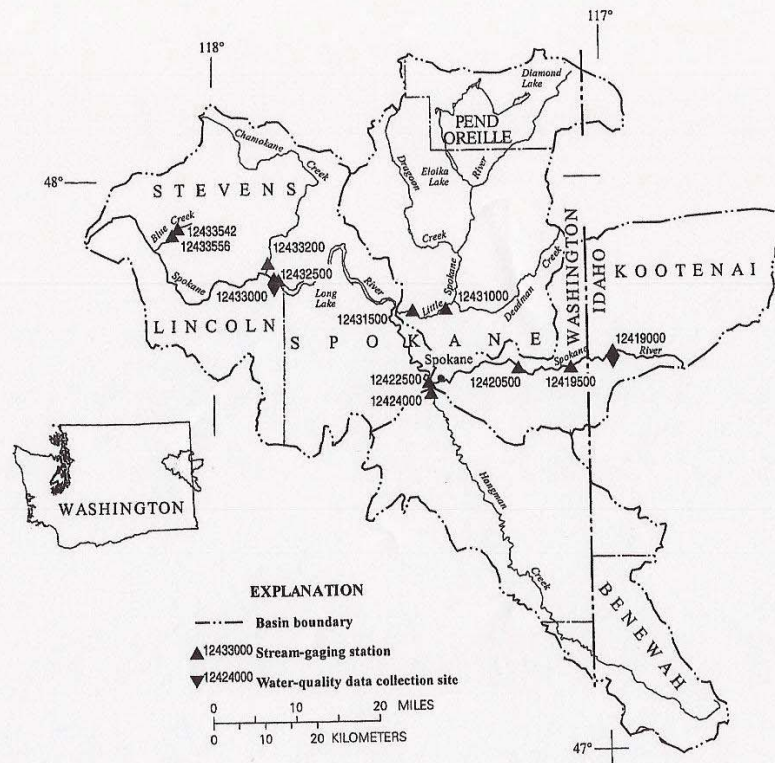 117°
118°
Diamond
Lake
PEND
OREILLE
Chamokane
Creek
48°
STEVENS
Dragoon
Eloika
Lake
River
Blue Creek
12433542
12433556
12433200
12432500
12433000
Creek
Spokane
River
Long
Lake
River
Little Spokane
12431000
Deadman
Creek
WASHINGTON
IDAHO
KOOTENAI
LINCOLN
12431500
SPOKANE
Spokane
12419000
Spokane
River
12422500
12424000
12420500
12419500
WASHINGTON
Hangman
Creek
BENEWAH
EXPLANATION
Basin boundary
12433000 Stream-gaging station
12424000 Water-quality data collection site
0 10 20 MILES
0 10 20 KILOMETERS
47°